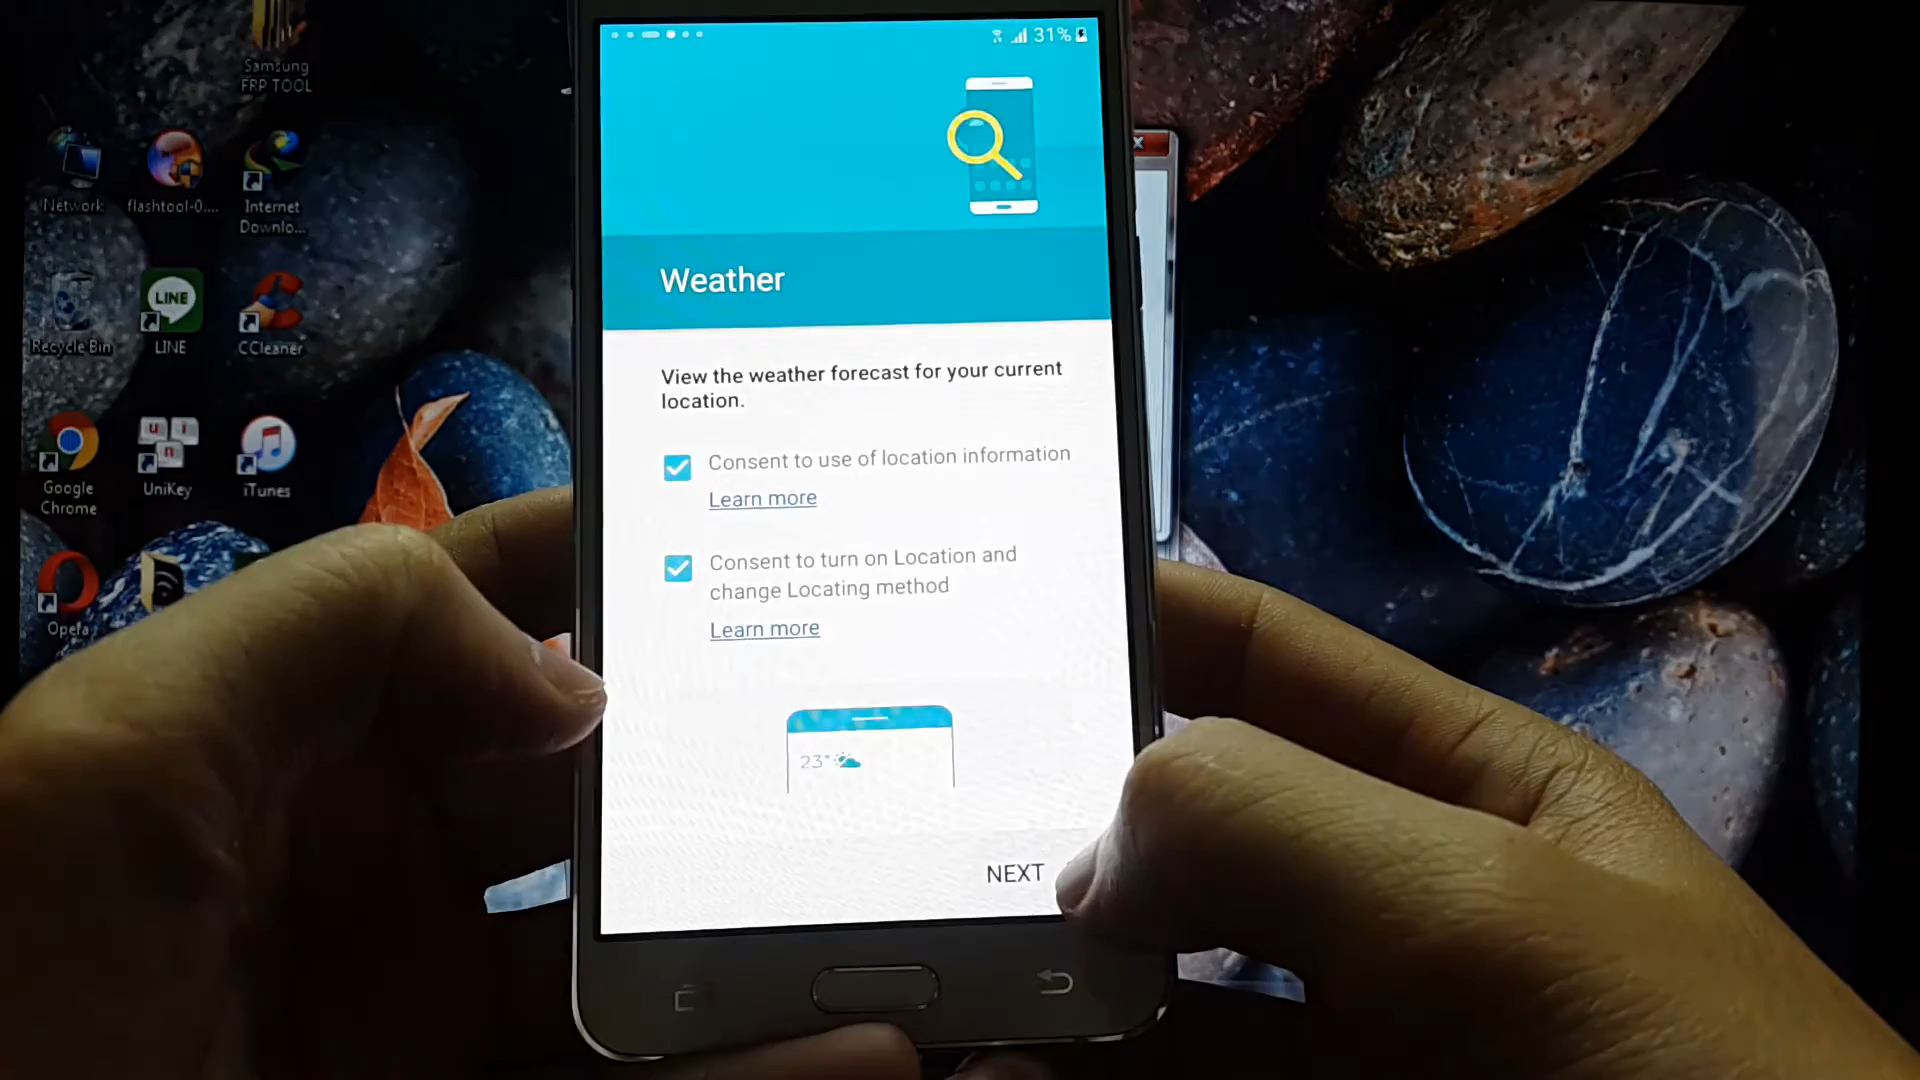 31%
Weather
View the weather forecast for your current
location.
Consent to use of location information
Learn more
Consent to turn on Location and
change Locating method
Learn more
23°
NEXT
Samsung
FRP TOOL
Network
flashtool-0....
Internet
Downlo...
Recycle Bin
LINE
LINE
CCleaner
Google
Chrome
u i
n
UniKey
iTunes
Opera